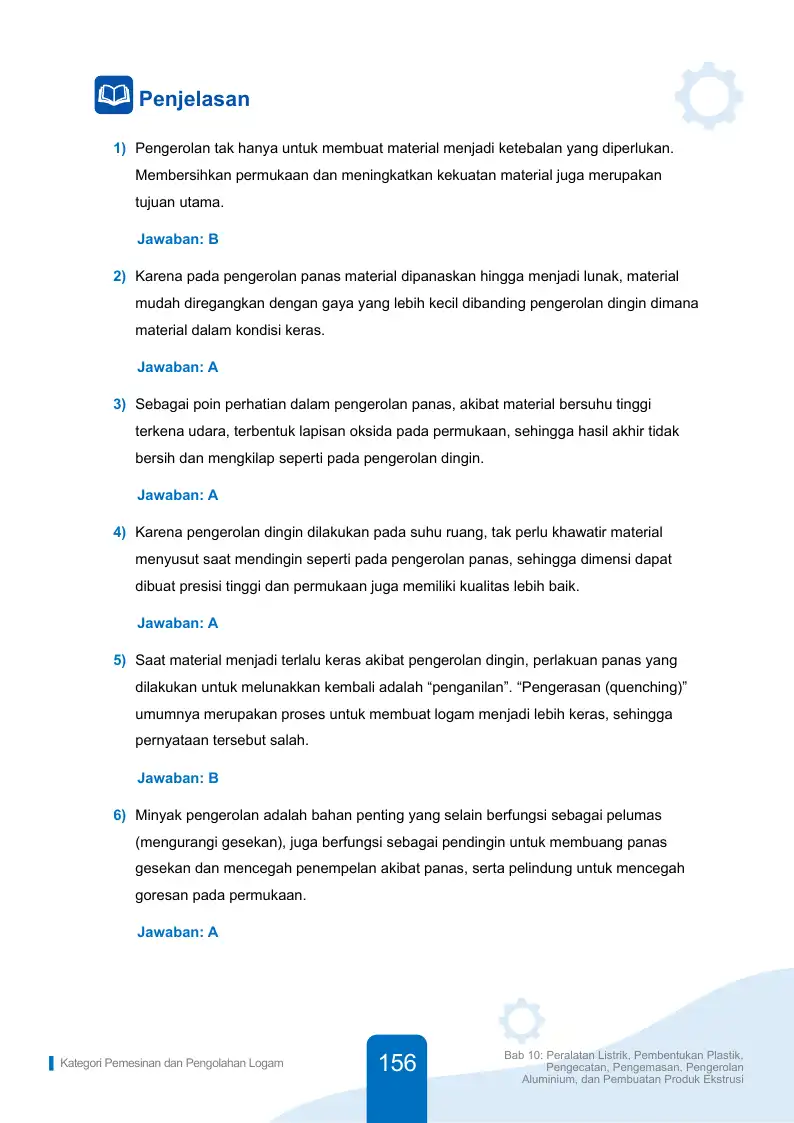 Penjelasan
1) Pengerolan tak hanya untuk membuat material menjadi ketebalan yang diperlukan.
Membersihkan permukaan dan meningkatkan kekuatan material juga merupakan
tujuan utama.
Jawaban: B
2) Karena pada pengerolan panas material dipanaskan hingga menjadi lunak, material
mudah diregangkan dengan gaya yang lebih kecil dibanding pengerolan dingin dimana
material dalam kondisi keras.
Jawaban: A
3) Sebagai poin perhatian dalam pengerolan panas, akibat material bersuhu tinggi
terkena udara, terbentuk lapisan oksida pada permukaan, sehingga hasil akhir tidak
bersih dan mengkilap seperti pada pengerolan dingin.
Jawaban: A
4) Karena pengerolan dingin dilakukan pada suhu ruang, tak perlu khawatir material
menyusut saat mendingin seperti pada pengerolan panas, sehingga dimensi dapat
dibuat presisi tinggi dan permukaan juga memiliki kualitas lebih baik.
Jawaban: A
5) Saat material menjadi terlalu keras akibat pengerolan dingin, perlakuan panas yang
dilakukan untuk melunakkan kembali adalah “penganilan”. “Pengerasan (quenching)”
umumnya merupakan proses untuk membuat logam menjadi lebih keras, sehingga
pernyataan tersebut salah.
Jawaban: B
6) Minyak pengerolan adalah bahan penting yang selain berfungsi sebagai pelumas
(mengurangi gesekan), juga berfungsi sebagai pendingin untuk membuang panas
gesekan dan mencegah penempelan akibat panas, serta pelindung untuk mencegah
goresan pada permukaan.
Jawaban: A
Kategori Pemesinan dan Pengolahan Logam
156
Bab 10: Peralatan Listrik, Pembentukan Plastik,
Pengecatan, Pengemasan, Pengerolan
Aluminium, dan Pembuatan Produk Ekstrusi